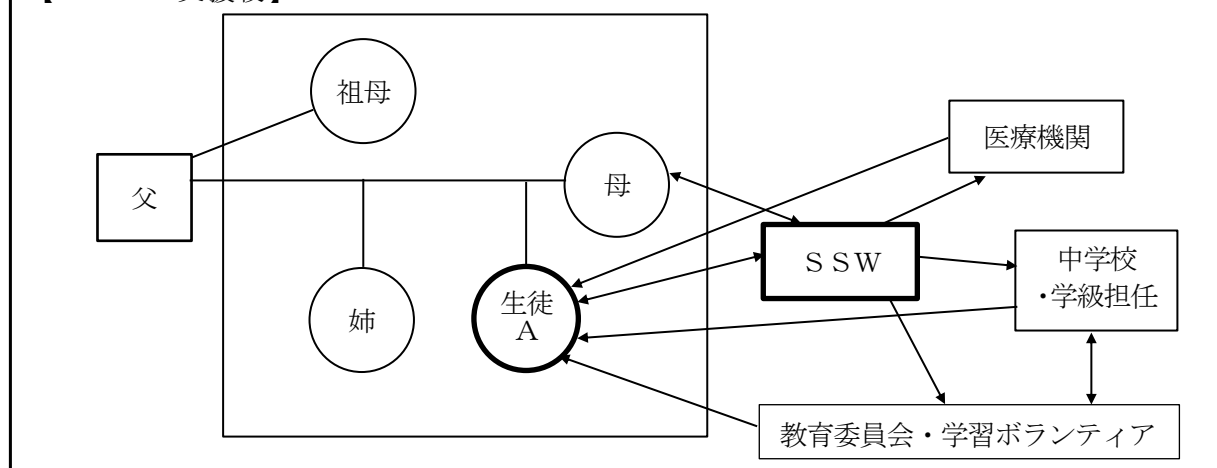 祖母
医療機関
父
母
ＳＳＷ
中学校
・学級担任
姉
生徒
Ａ
教育委員会・学習ボランティア